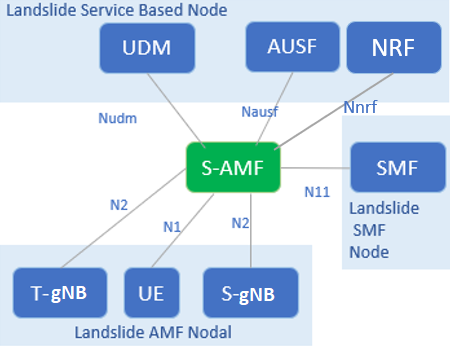 Landslide Service Based Node
UDM
AUSF
NRF
Nudm
Nausf
Nnrf
S-AMF
SMF
N2
N1
N2
N11
Landslide
SMF
Node
T-gNB
UE
S-gNB
Landslide AMF Nodal